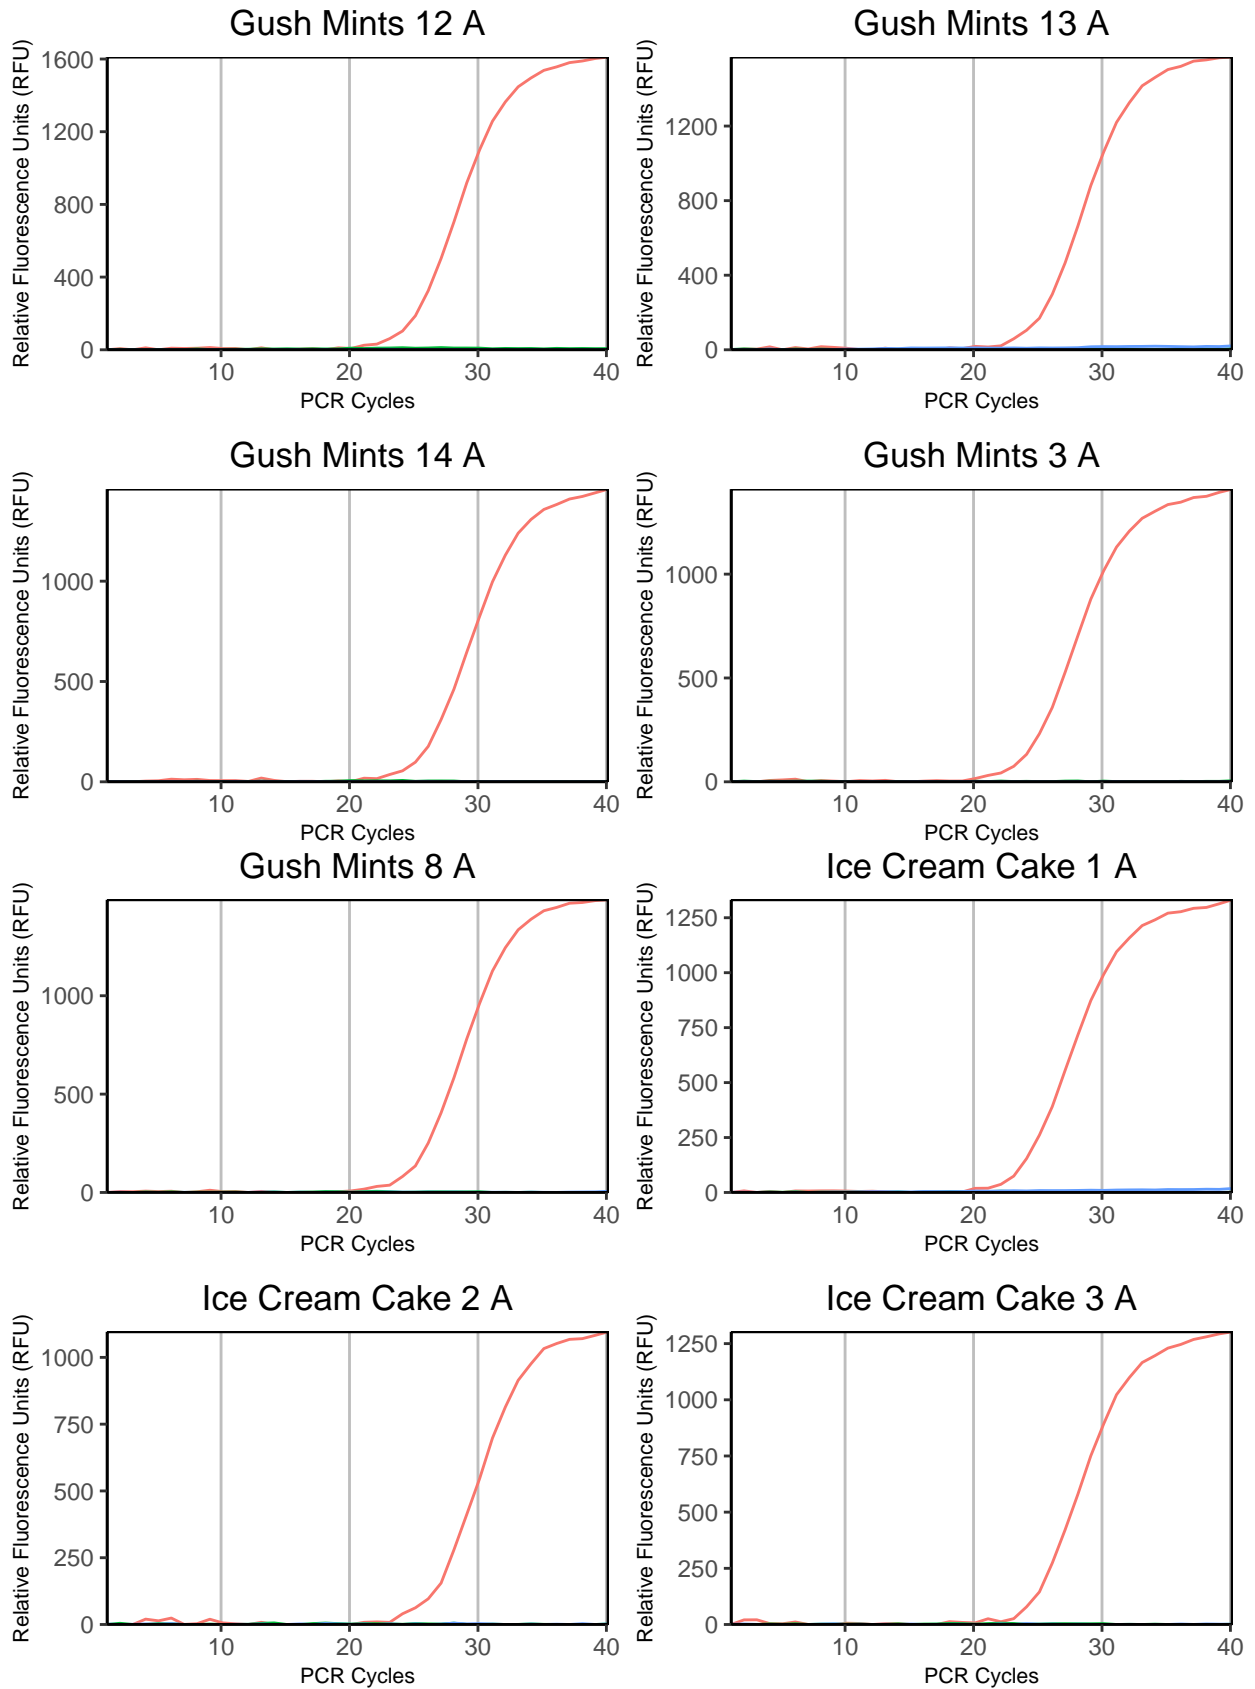 Gush Mints 12 A
Relative Fluorescence Units (RFU)
1600
1200
800
400
0
10 20 30 40
PCR Cycles
Gush Mints 13 A
Relative Fluorescence Units (RFU)
1200
800
400
0
10 20 30 40
PCR Cycles
Gush Mints 14 A
Relative Fluorescence Units (RFU)
1000
500
0
10 20 30 40
PCR Cycles
Gush Mints 3 A
Relative Fluorescence Units (RFU)
1000
500
0
10 20 30 40
PCR Cycles
Gush Mints 8 A
Relative Fluorescence Units (RFU)
1000
500
0
10 20 30 40
PCR Cycles
Ice Cream Cake 1 A
Relative Fluorescence Units (RFU)
1250
1000
750
500
250
0
10 20 30 40
PCR Cycles
Ice Cream Cake 2 A
Relative Fluorescence Units (RFU)
1000
750
500
250
0
10 20 30 40
PCR Cycles
Ice Cream Cake 3 A
Relative Fluorescence Units (RFU)
1250
1000
750
500
250
0
10 20 30 40
PCR Cycles